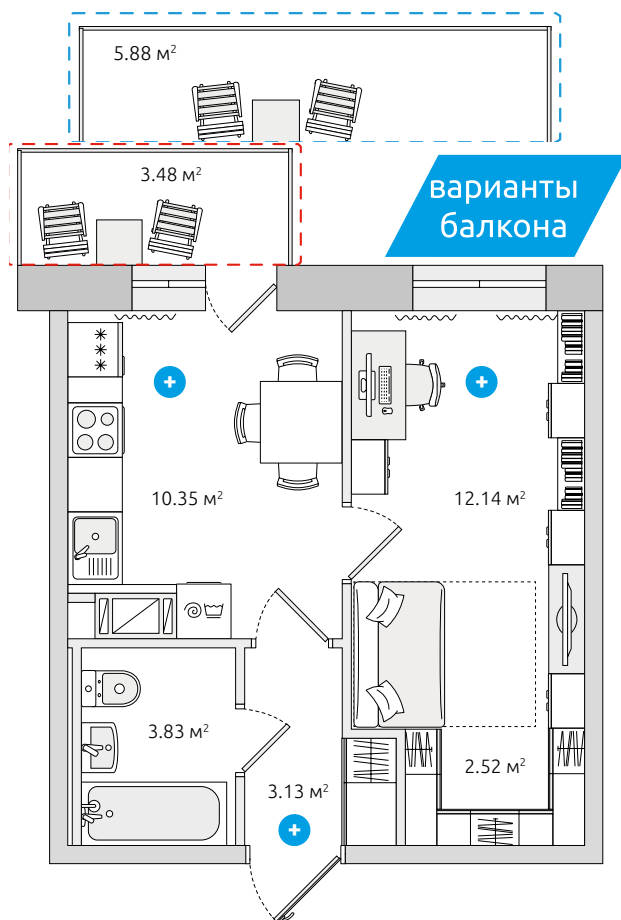 5.88 м²
3.48 м²
варианты
балкона
10.35 м²
12.14 м²
3.83 м²
2.52 м²
3.13 м²